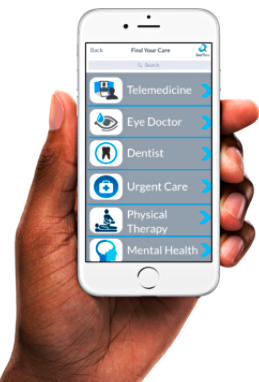 Back Find Your Care
Search
Telemedicine
Eye Doctor
Dentist
Urgent Care
Physical
Therapy
Mental Health